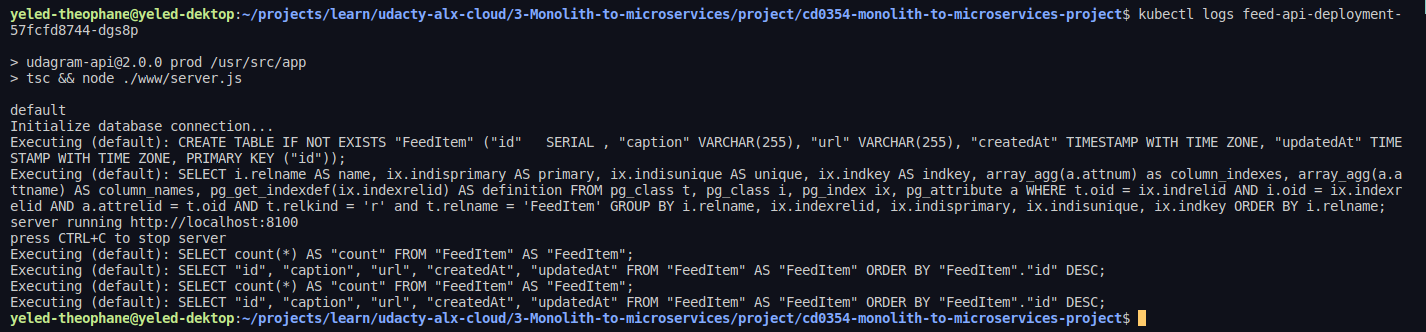 yeled-theophane@yeled-dektop:~/projects/learn/udacty-alx-cloud/3-Monolith-to-microservices/project/cd0354-monolith-to-microservices-project$ kubectl logs feed-api-deployment-
57fcfd8744-dgs8p
> udagram-api@2.0.0 prod /usr/src/app
> tsc && node ./www/server.js
default
Initialize database connection...
Executing (default): CREATE TABLE IF NOT EXISTS "FeedItem" ("id"   SERIAL , "caption" VARCHAR(255), "url" VARCHAR(255), "createdAt" TIMESTAMP WITH TIME ZONE, "updatedAt" TIME
STAMP WITH TIME ZONE, PRIMARY KEY ("id"));
Executing (default): SELECT i.relname AS name, ix.indisprimary AS primary, ix.indisunique AS unique, ix.indkey AS indkey, array_agg(a.attnum) as column_indexes, array_agg(a.a
ttname) AS column_names, pg_get_indexdef(ix.indexrelid) AS definition FROM pg_class t, pg_class i, pg_index ix, pg_attribute a WHERE t.oid = ix.indrelid AND i.oid = ix.indexr
elid AND a.attrelid = t.oid AND t.relkind = 'r' and t.relname = 'FeedItem' GROUP BY i.relname, ix.indexrelid, ix.indisprimary, ix.indisunique, ix.indkey ORDER BY i.relname;
server running http://localhost:8100
press CTRL+C to stop server
Executing (default): SELECT count(*) AS "count" FROM "FeedItem" AS "FeedItem";
Executing (default): SELECT "id", "caption", "url", "createdAt", "updatedAt" FROM "FeedItem" AS "FeedItem" ORDER BY "FeedItem"."id" DESC;
Executing (default): SELECT count(*) AS "count" FROM "FeedItem" AS "FeedItem";
Executing (default): SELECT "id", "caption", "url", "createdAt", "updatedAt" FROM "FeedItem" AS "FeedItem" ORDER BY "FeedItem"."id" DESC;
yeled-theophane@yeled-dektop:~/projects/learn/udacty-alx-cloud/3-Monolith-to-microservices/project/cd0354-monolith-to-microservices-project$